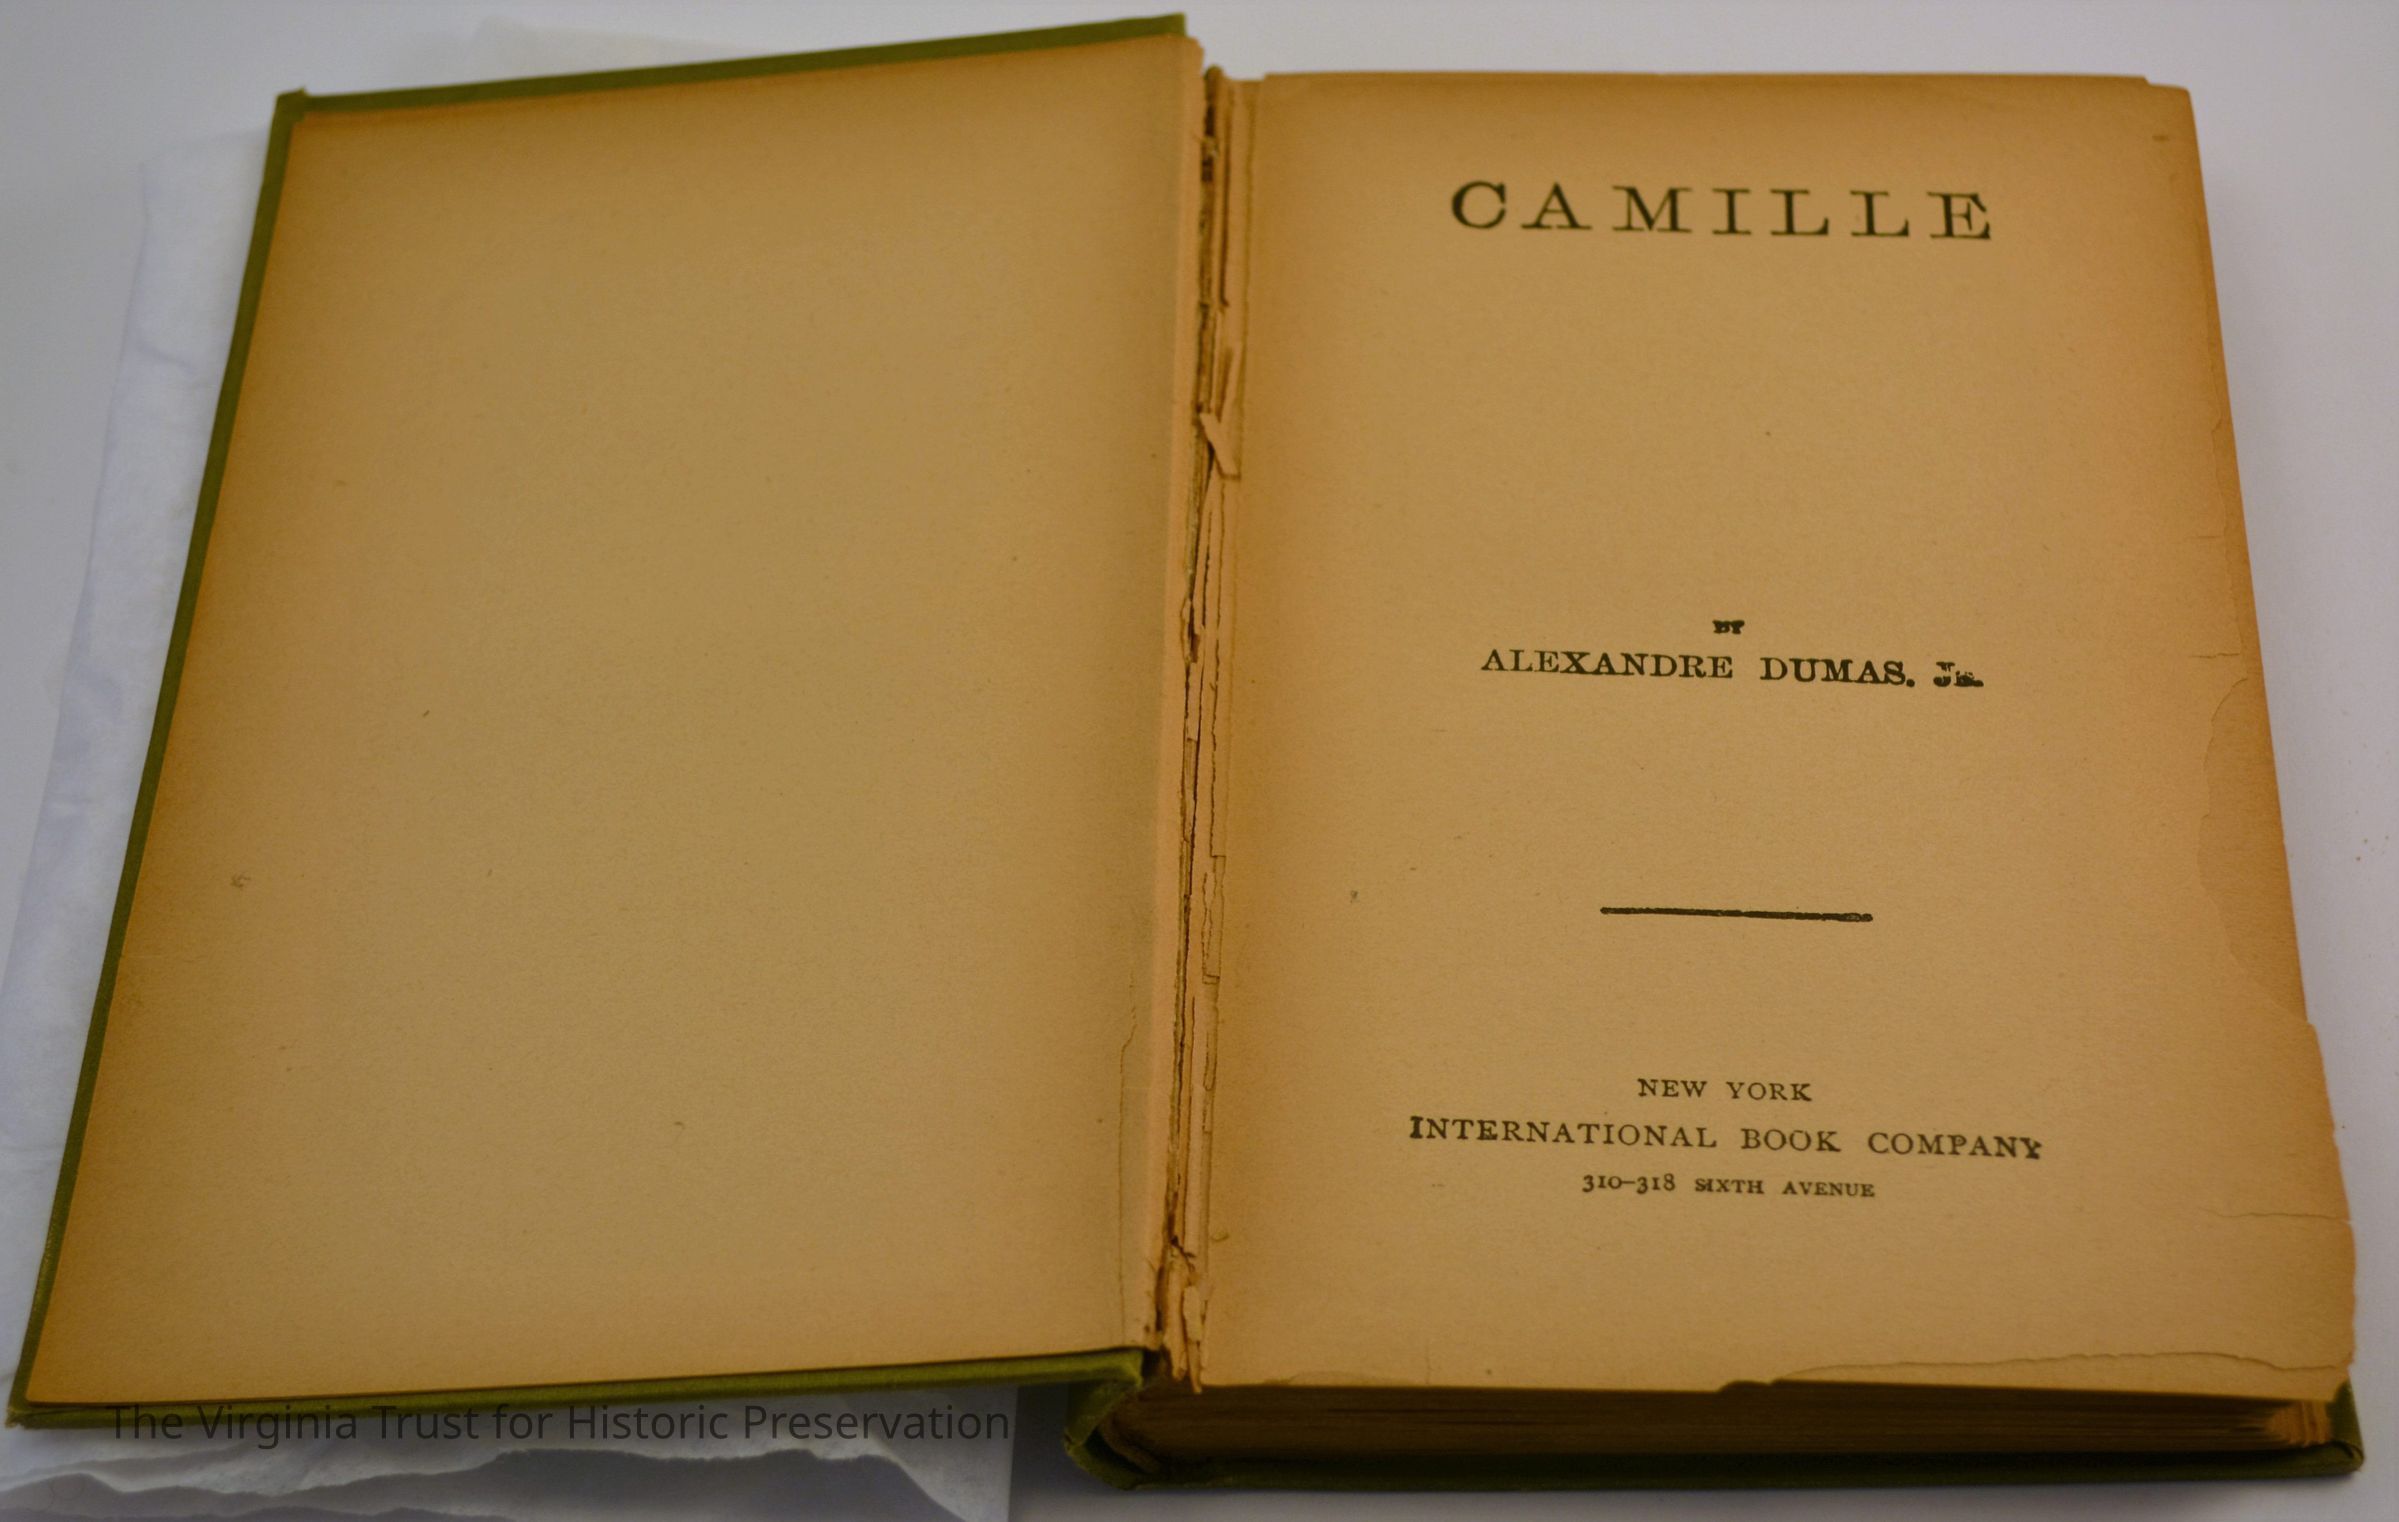 CAMILLE
BY
ALEXANDRE DUMAS. Jr.
NEW YORK
INTERNATIONAL BOOK COMPANY
310–318 SIXTH AVENUE
The Virginia Trust for Historic Preservation